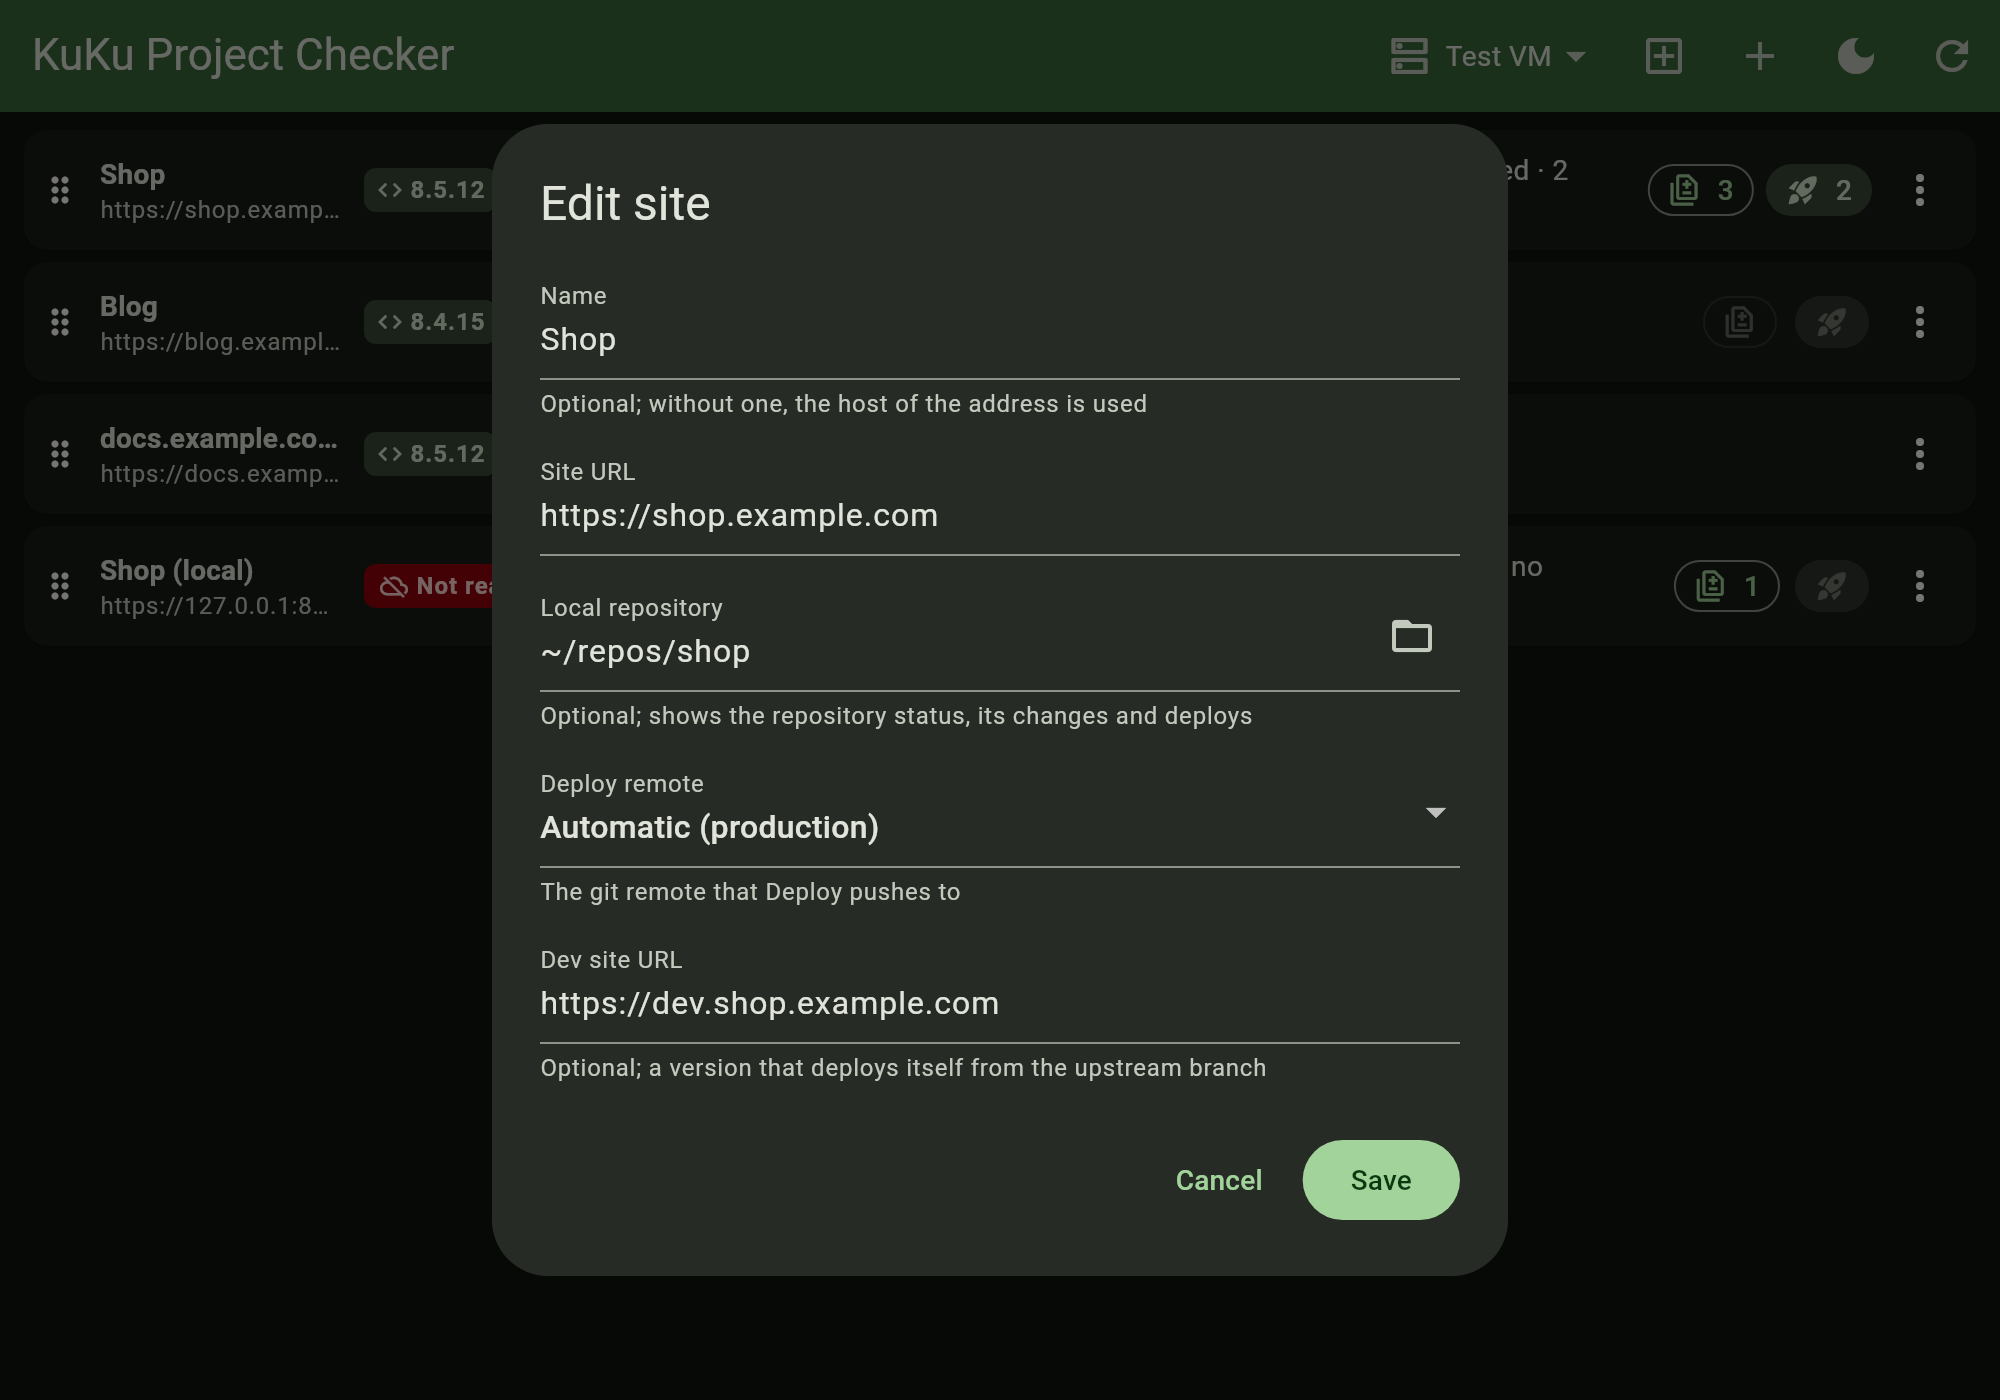 KuKu Project Checker
Test VM
Shop
https://shop.examp…
8.5.12
ed · 2
3
2
Blog
https://blog.exampl…
8.4.15
docs.example.co…
https://docs.examp…
8.5.12
Shop (local)
https://127.0.0.1:8…
Not rea
no
1
Edit site
Name
Shop
Optional; without one, the host of the address is used
Site URL
https://shop.example.com
Local repository
~/repos/shop
Optional; shows the repository status, its changes and deploys
Deploy remote
Automatic (production)
The git remote that Deploy pushes to
Dev site URL
https://dev.shop.example.com
Optional; a version that deploys itself from the upstream branch
Cancel
Save